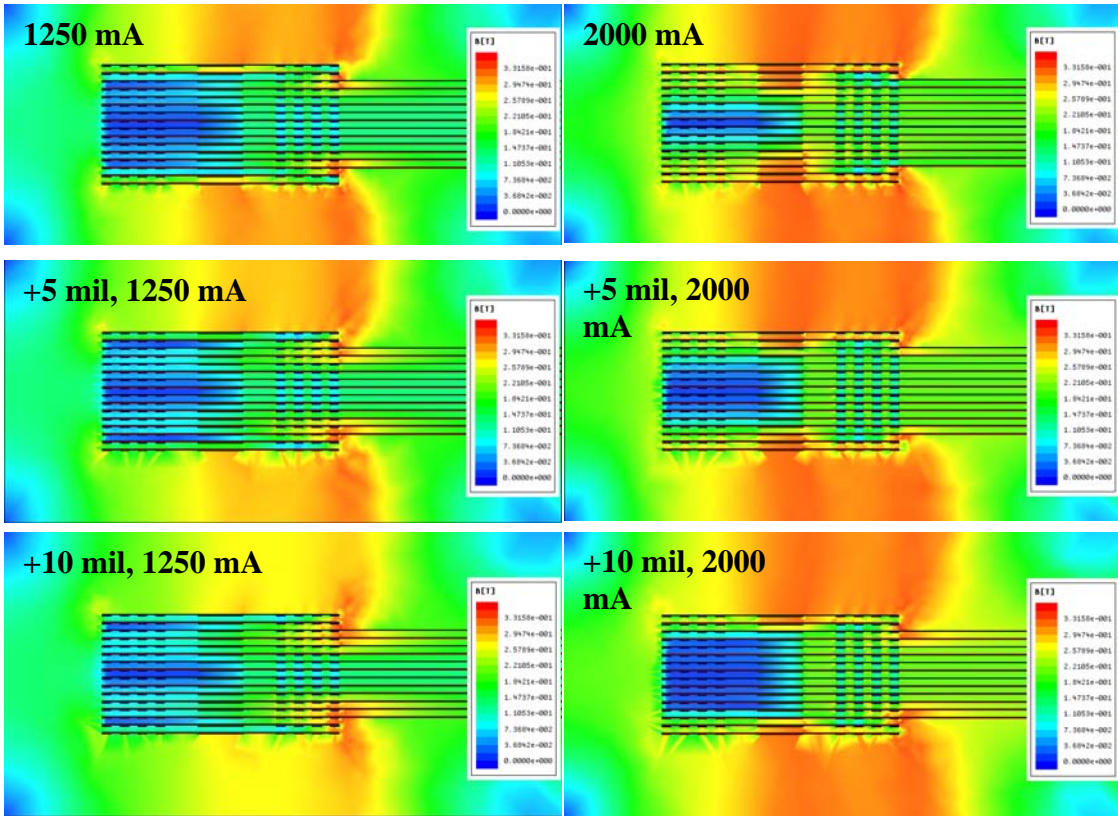 1250 mA
B[T]
3.3158e-001
2.9474e-001
2.5789e-001
2.2105e-001
1.8421e-001
1.4737e-001
1.1053e-001
7.3684e-002
3.6842e-002
0.0000e+000
2000 mA
B[T]
3.3158e-001
2.9474e-001
2.5789e-001
2.2105e-001
1.8421e-001
1.4737e-001
1.1053e-001
7.3684e-002
3.6842e-002
0.0000e+000
+5 mil, 1250 mA
B[T]
3.3158e-001
2.9474e-001
2.5789e-001
2.2105e-001
1.8421e-001
1.4737e-001
1.1053e-001
7.3684e-002
3.6842e-002
0.0000e+000
+5 mil, 2000
mA
B[T]
3.3158e-001
2.9474e-001
2.5789e-001
2.2105e-001
1.8421e-001
1.4737e-001
1.1053e-001
7.3684e-002
3.6842e-002
0.0000e+000
+10 mil, 1250 mA
B[T]
3.3158e-001
2.9474e-001
2.5789e-001
2.2105e-001
1.8421e-001
1.4737e-001
1.1053e-001
7.3684e-002
3.6842e-002
0.0000e+000
+10 mil, 2000
mA
B[T]
3.3158e-001
2.9474e-001
2.5789e-001
2.2105e-001
1.8421e-001
1.4737e-001
1.1053e-001
7.3684e-002
3.6842e-002
0.0000e+000